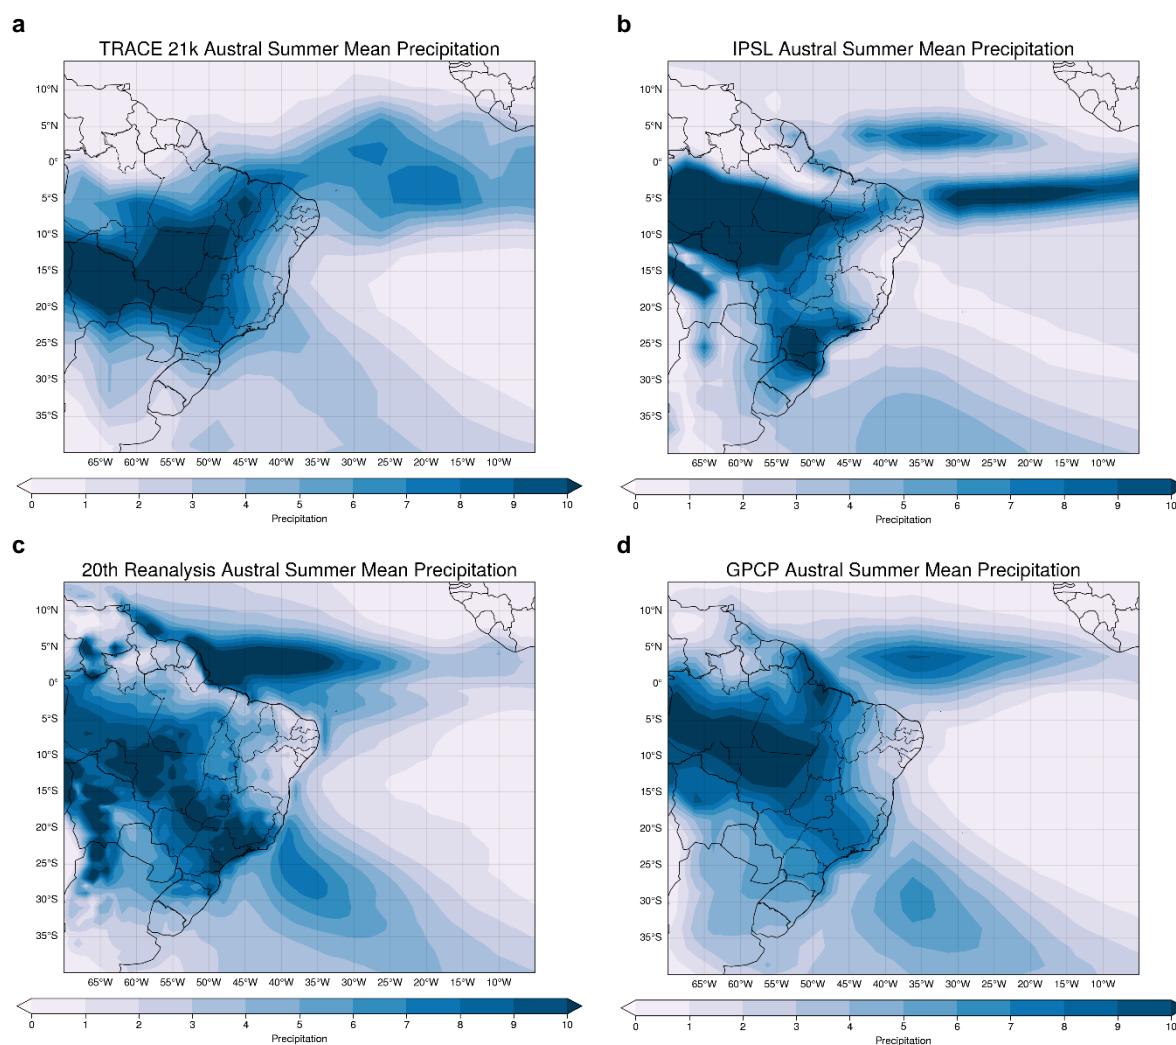 a
TRACE 21k Austral Summer Mean Precipitation
10°N
5°N
0°
5°S
10°S
15°S
20°S
25°S
30°S
35°S
65°W 60°W 55°W 50°W 45°W 40°W 35°W 30°W 25°W 20°W 15°W 10°W
0 1 2 3 4 5 6 7 8 9 10
Precipitation
b
IPSL Austral Summer Mean Precipitation
10°N
5°N
0°
5°S
10°S
15°S
20°S
25°S
30°S
35°S
65°W 60°W 55°W 50°W 45°W 40°W 35°W 30°W 25°W 20°W 15°W 10°W
0 1 2 3 4 5 6 7 8 9 10
Precipitation
c
20th Reanalysis Austral Summer Mean Precipitation
10°N
5°N
0°
5°S
10°S
15°S
20°S
25°S
30°S
35°S
65°W 60°W 55°W 50°W 45°W 40°W 35°W 30°W 25°W 20°W 15°W 10°W
0 1 2 3 4 5 6 7 8 9 10
Precipitation
d
GPCP Austral Summer Mean Precipitation
10°N
5°N
0°
5°S
10°S
15°S
20°S
25°S
30°S
35°S
65°W 60°W 55°W 50°W 45°W 40°W 35°W 30°W 25°W 20°W 15°W 10°W
0 1 2 3 4 5 6 7 8 9 10
Precipitation